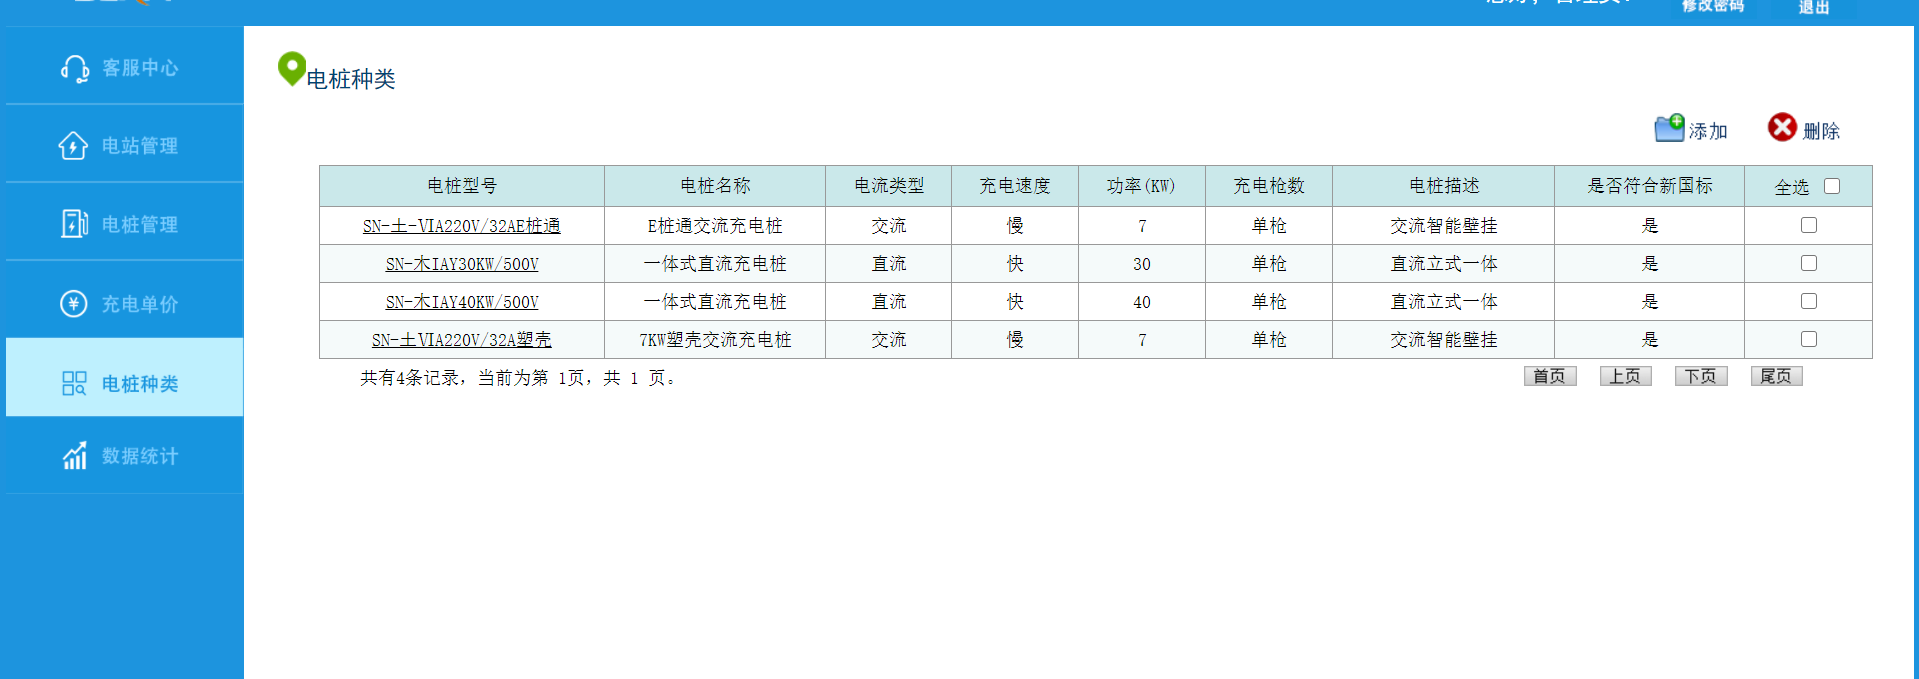 修改密码
退出
客服中心
电站管理
电桩管理
充电单价
电桩种类
数据统计
电桩种类
添加
删除
电桩型号 电桩名称 电流类型 充电速度 功率(KW) 充电枪数 电桩描述 是否符合新国标 全选
SN-土-VIA220V/32AE桩通 E桩通交流充电桩 交流 慢 7 单枪 交流智能壁挂 是
SN-木IAY30KW/500V 一体式直流充电桩 直流 快 30 单枪 直流立式一体 是
SN-木IAY40KW/500V 一体式直流充电桩 直流 快 40 单枪 直流立式一体 是
SN-土VIA220V/32A塑壳 7KW塑壳交流充电桩 交流 慢 7 单枪 交流智能壁挂 是
共有4条记录，当前为第 1页，共 1 页。
首页 上页 下页 尾页